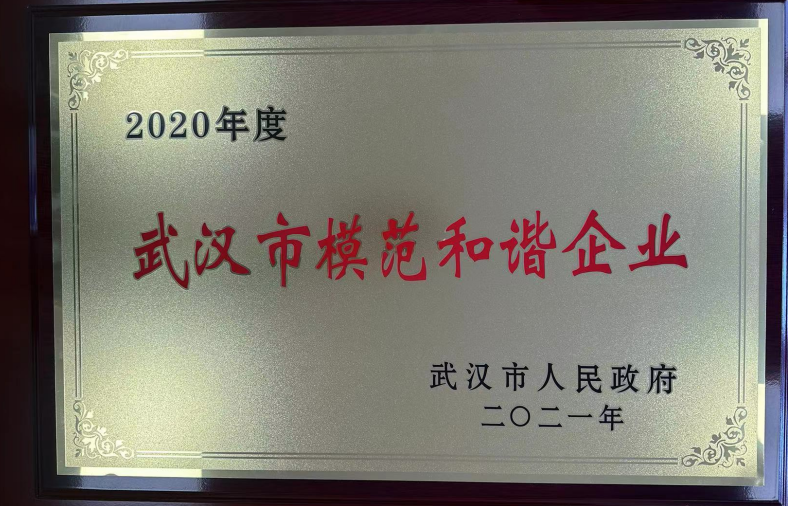 2020年度
武汉市模范和谐企业
武汉市人民政府
二〇二一年